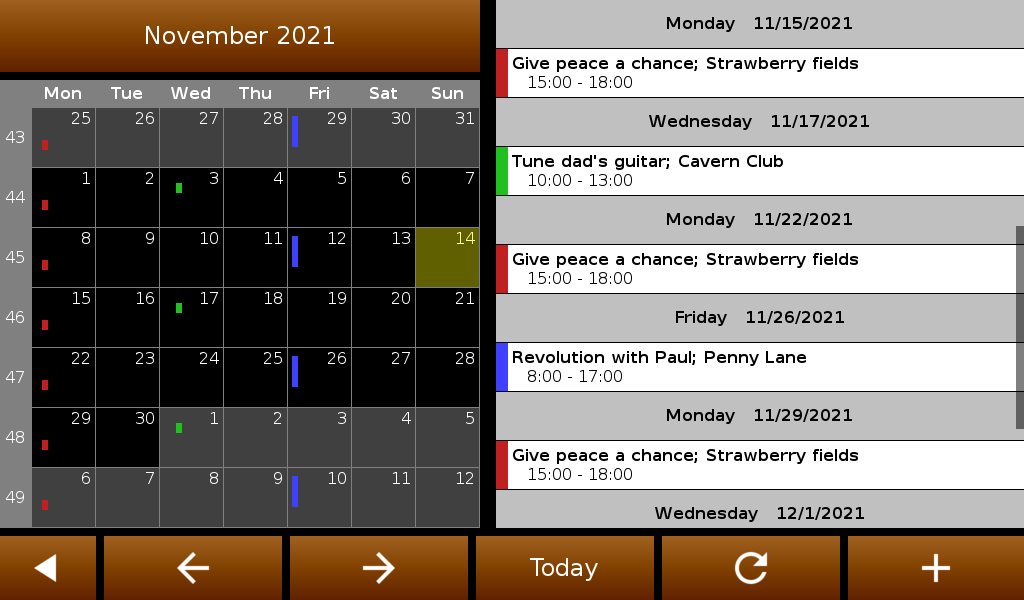 November 2021
Mon Tue Wed Thu Fri Sat Sun
43 25 26 27 28 29 30 31
44 1 2 3 4 5 6 7
45 8 9 10 11 12 13 14
46 15 16 17 18 19 20 21
47 22 23 24 25 26 27 28
48 29 30 1 2 3 4 5
49 6 7 8 9 10 11 12
Monday 11/15/2021
Give peace a chance; Strawberry fields
15:00 - 18:00
Wednesday 11/17/2021
Tune dad's guitar; Cavern Club
10:00 - 13:00
Monday 11/22/2021
Give peace a chance; Strawberry fields
15:00 - 18:00
Friday 11/26/2021
Revolution with Paul; Penny Lane
8:00 - 17:00
Monday 11/29/2021
Give peace a chance; Strawberry fields
15:00 - 18:00
Wednesday 12/1/2021
Today